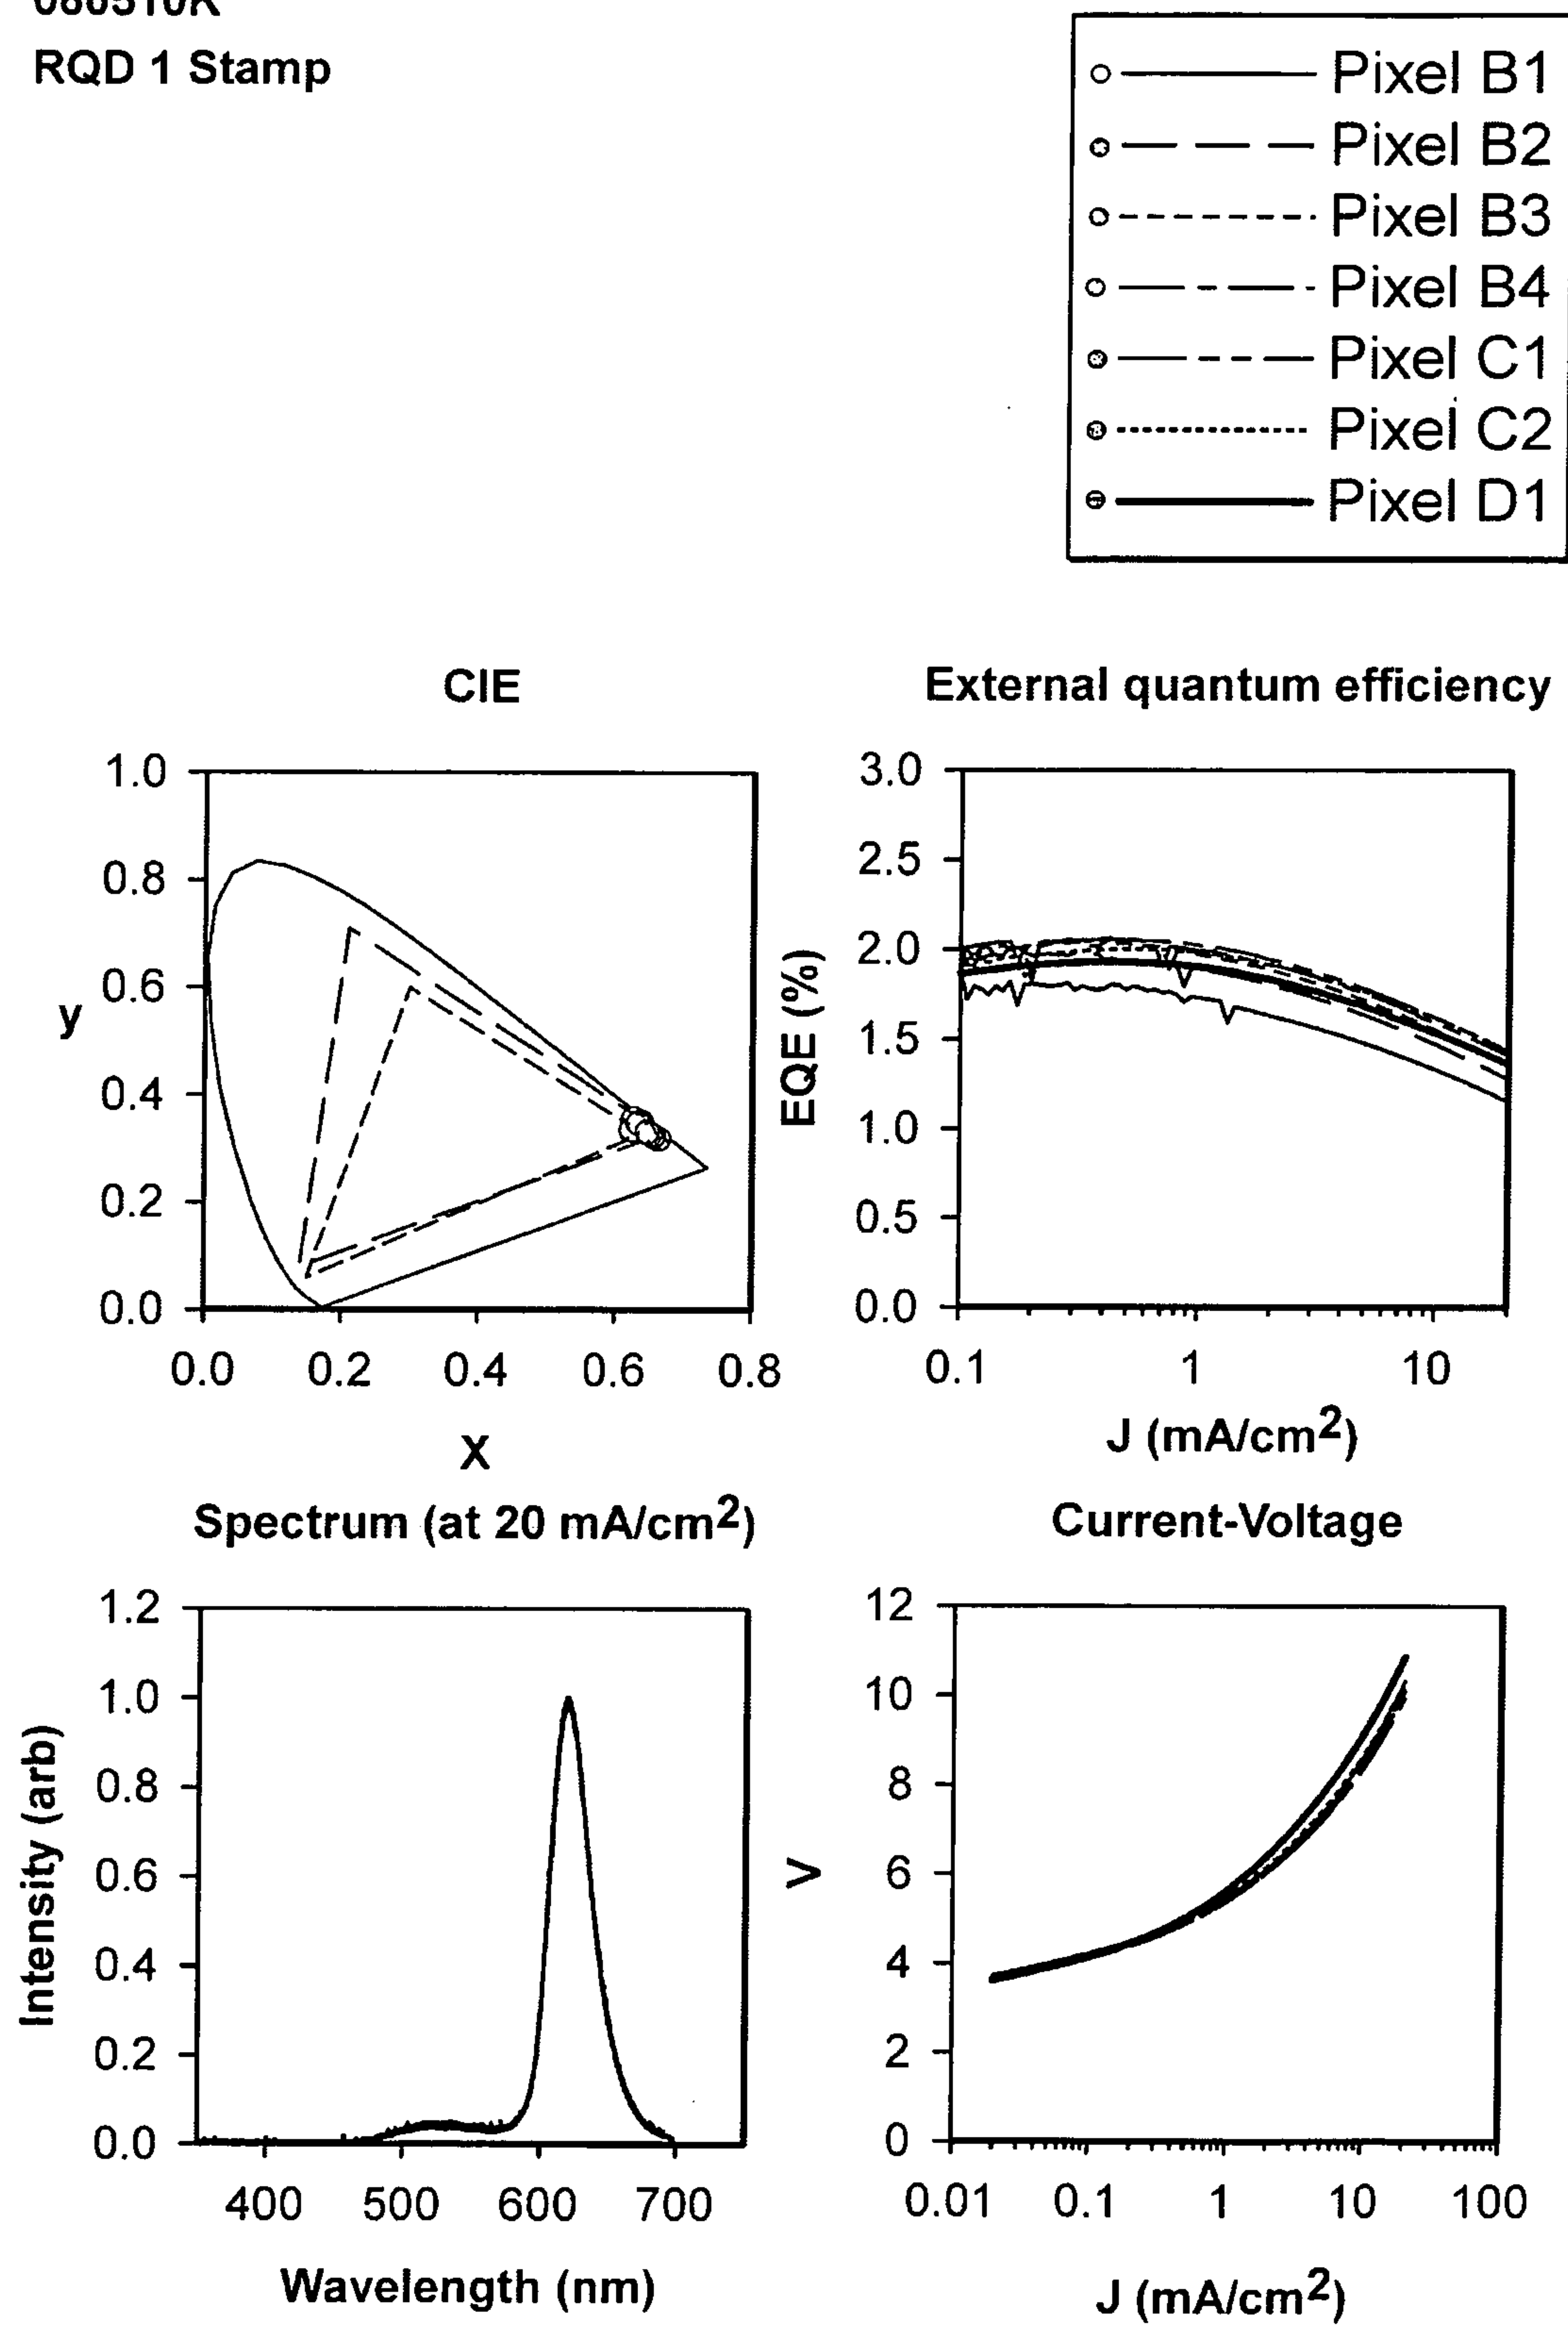 RQD 1 Stamp
Pixel B1
Pixel B2
Pixel B3
Pixel B4
Pixel C1
Pixel C2
Pixel D1
CIE
1.0
0.8
0.6
0.4
0.2
0.0
y
0.0 0.2 0.4 0.6 0.8
X
External quantum efficiency
3.0
2.5
2.0
1.5
1.0
0.5
0.0
EQE (%)
0.1 1 10
J (mA/cm2)
Spectrum (at 20 mA/cm2)
1.2
1.0
0.8
0.6
0.4
0.2
0.0
Intensity (arb)
400 500 600 700
Wavelength (nm)
Current-Voltage
12
10
8
6
4
2
0
V
0.01 0.1 1 10 100
J (mA/cm2)